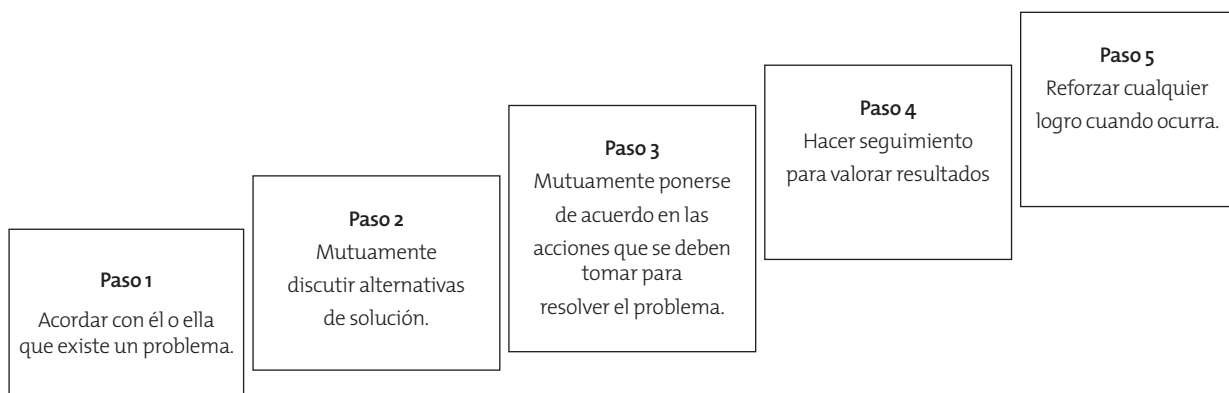 Paso 1
Acordar con él o ella
que existe un problema.
Paso 2
Mutuamente
discutir alternativas
de solución.
Paso 3
Mutuamente ponerse
de acuerdo en las
acciones que se deben
tomar para
resolver el problema.
Paso 4
Hacer seguimiento
para valorar resultados
Paso 5
Reforzar cualquier
logro cuando ocurra.